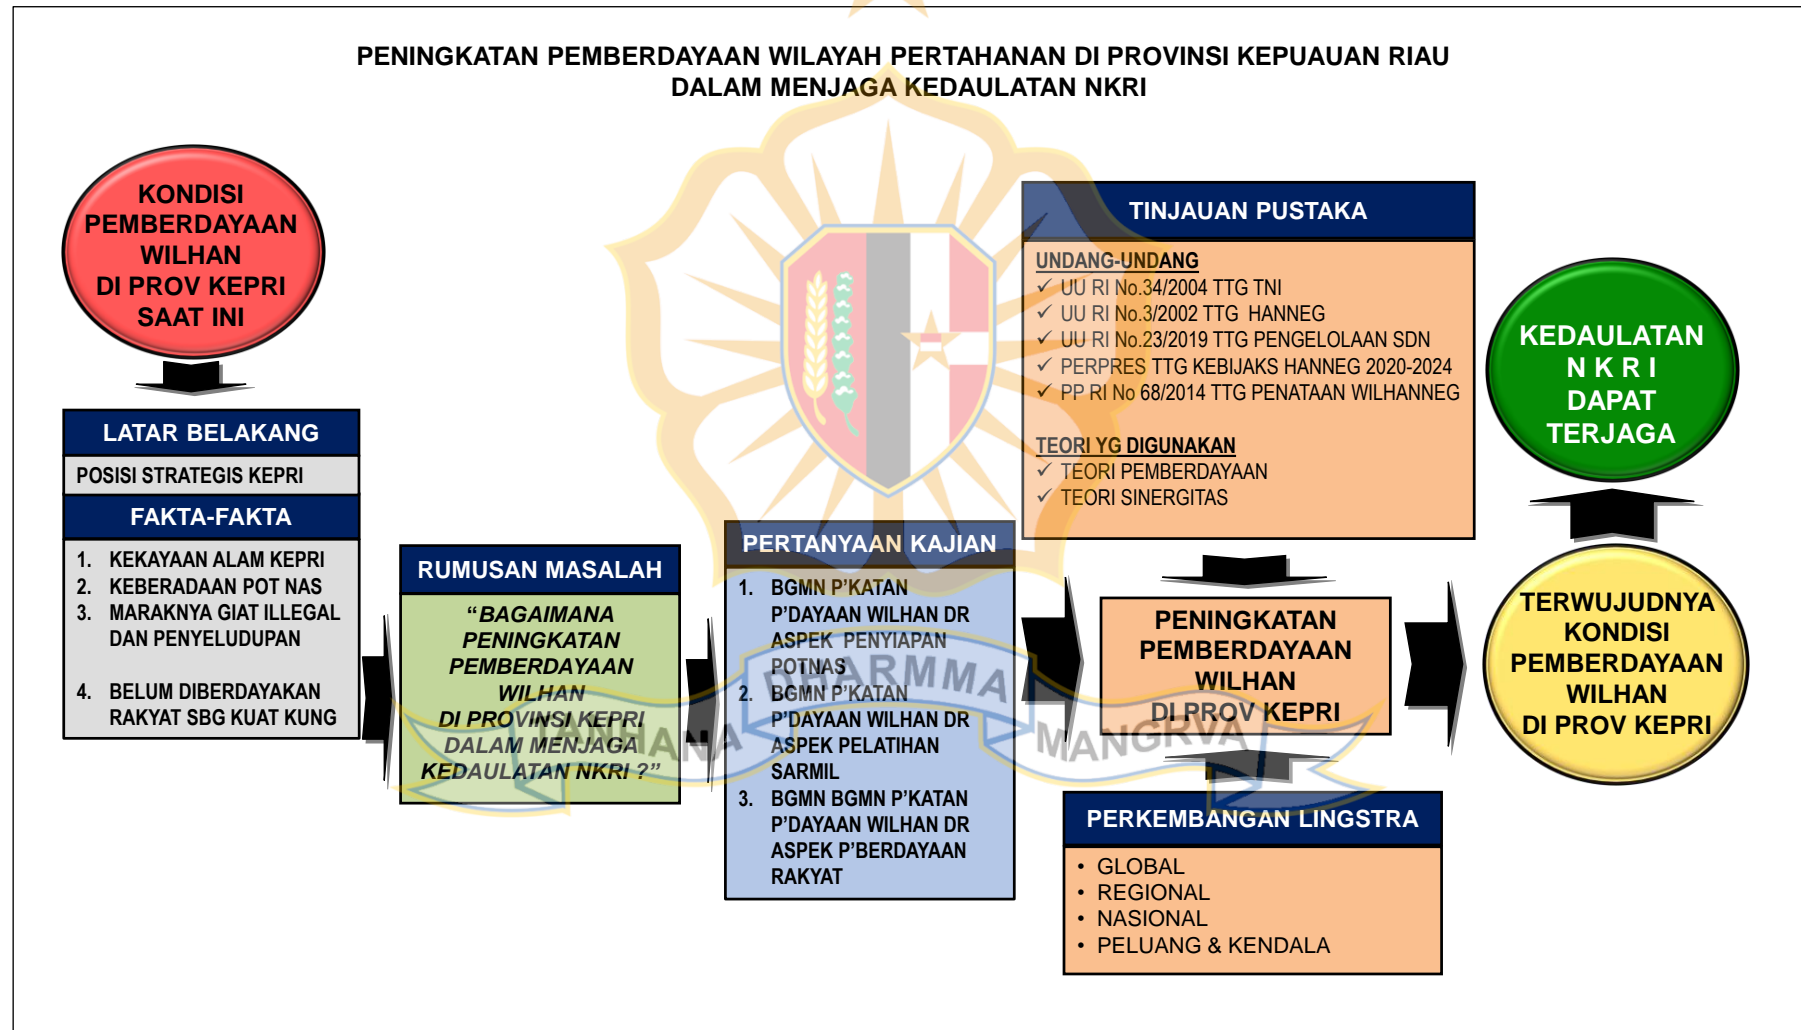 PENINGKATAN PEMBERDAYAAN WILAYAH PERTAHANAN DI PROVINSI KEPUAUAN RIAU
DALAM MENJAGA KEDAULATAN NKRI
KONDISI
PEMBERDAYAAN
WILHAN
DI PROV KEPRI
SAAT INI
LATAR BELAKANG
POSISI STRATEGIS KEPRI
FAKTA-FAKTA
1. KEKAYAAN ALAM KEPRI
2. KEBERADAAN POT NAS
3. MARAKNYA GIAT ILLEGAL
DAN PENYELUDUPAN
4. BELUM DIBERDAYAKAN
RAKYAT SBG KUAT KUNG
RUMUSAN MASALAH
“BAGAIMANA
PENINGKATAN
PEMBERDAYAAN
WILHAN
DI PROVINSI KEPRI
DALAM MENJAGA
KEDAULATAN NKRI ?”
PERTANYAAN KAJIAN
1. BGMN P’KATAN
P’DAYAAN WILHAN DR
ASPEK PENYIAPAN
POTNAS
2. BGMN P’KATAN
P’DAYAAN WILHAN DR
ASPEK PELATIHAN
SARMIL
3. BGMN BGMN P’KATAN
P’DAYAAN WILHAN DR
ASPEK P’BERDAYAAN
RAKYAT
TINJAUAN PUSTAKA
UNDANG-UNDANG
✓ UU RI No.34/2004 TTG TNI
✓ UU RI No.3/2002 TTG HANNEG
✓ UU RI No.23/2019 TTG PENGELOLAAN SDN
✓ PERPRES TTG KEBIJAKS HANNEG 2020-2024
✓ PP RI No 68/2014 TTG PENATAAN WILHANNEG
TEORI YG DIGUNAKAN
✓ TEORI PEMBERDAYAAN
✓ TEORI SINERGITAS
PENINGKATAN
PEMBERDAYAAN
WILHAN
DI PROV KEPRI
PERKEMBANGAN LINGSTRA
• GLOBAL
• REGIONAL
• NASIONAL
• PELUANG & KENDALA
KEDAULATAN
N K R I
DAPAT
TERJAGA
TERWUJUDNYA
KONDISI
PEMBERDAYAAN
WILHAN
DI PROV KEPRI
TANHANA DHARMMA MANGRVA